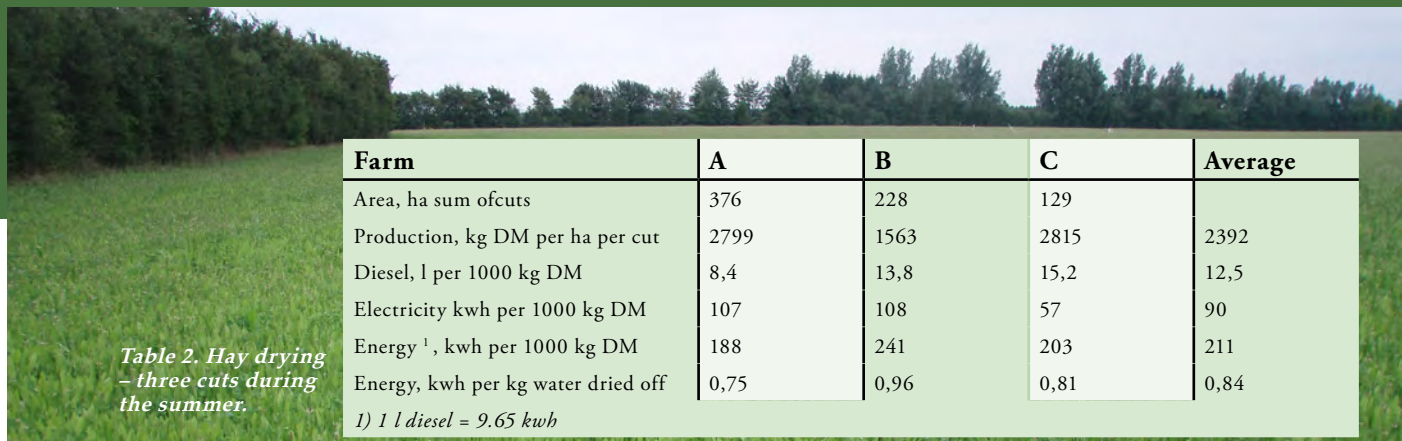 Farm A B C Average
Area, ha sum ofcuts 376 228 129
Production, kg DM per ha per cut 2799 1563 2815 2392
Diesel, l per 1000 kg DM 8,4 13,8 15,2 12,5
Electricity kwh per 1000 kg DM 107 108 57 90
Energy ¹ , kwh per 1000 kg DM 188 241 203 211
Energy, kwh per kg water dried off 0,75 0,96 0,81 0,84
1) 1 l diesel = 9.65 kwh
Table 2. Hay drying
– three cuts during
the summer.